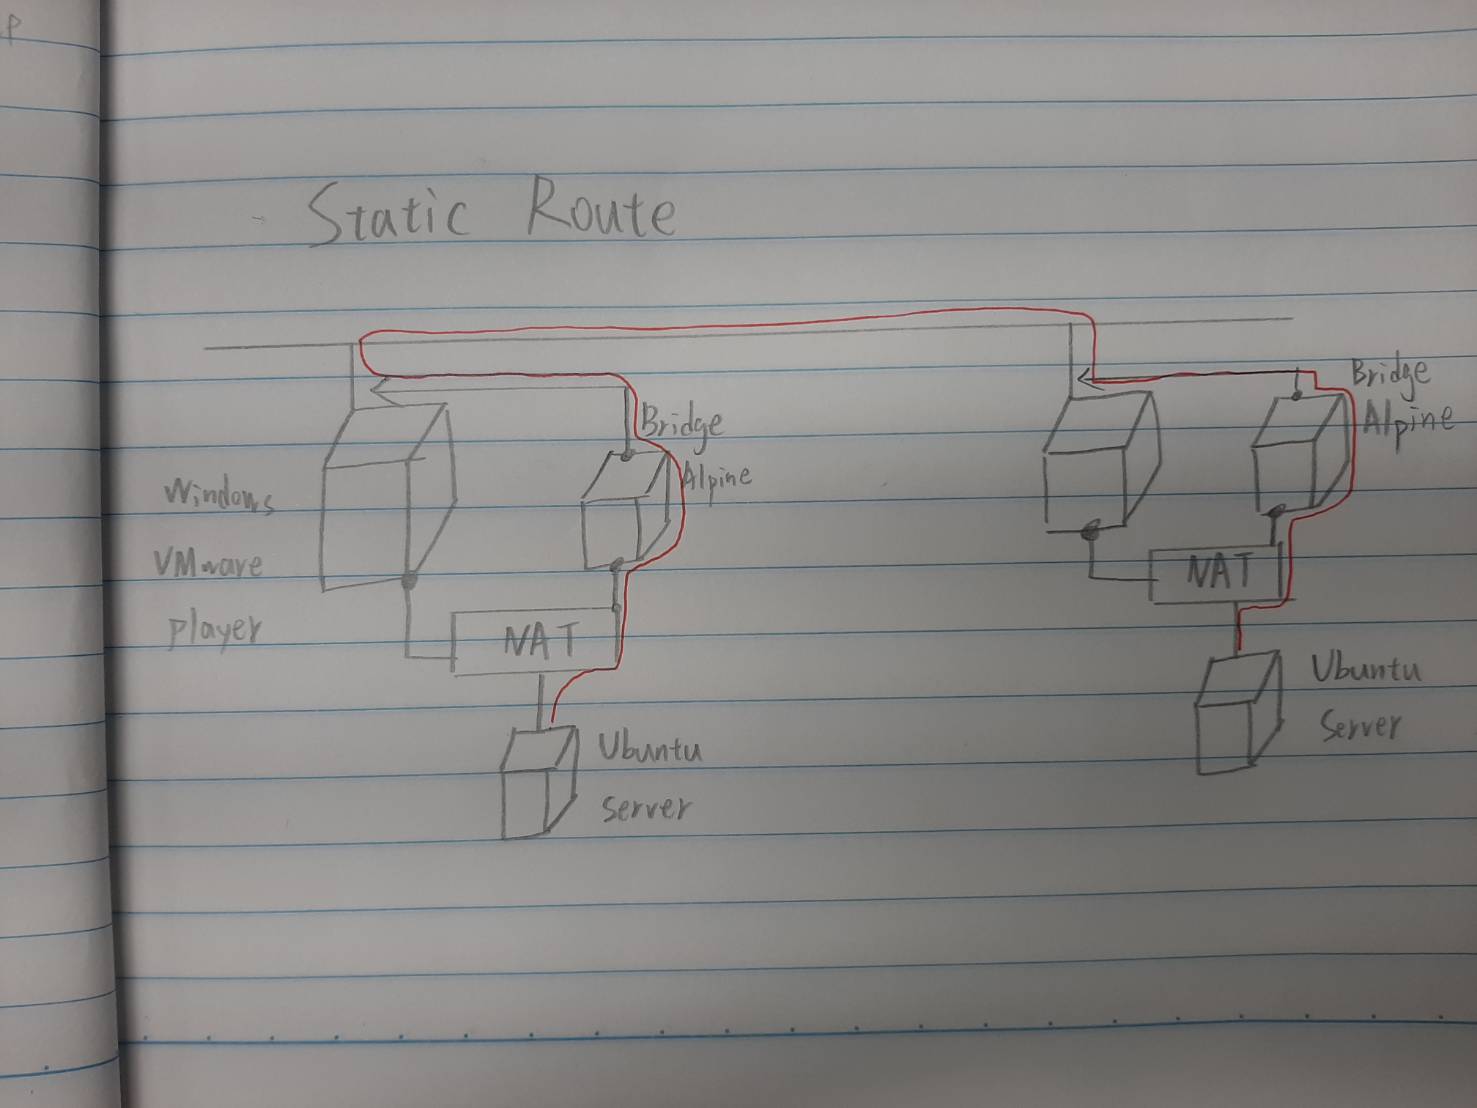 P
Static Route
Bridge
Alpine
Windows
VMware
Player
NAT
Ubuntu
Server
Bridge
Alpine
NAT
Ubuntu
Server